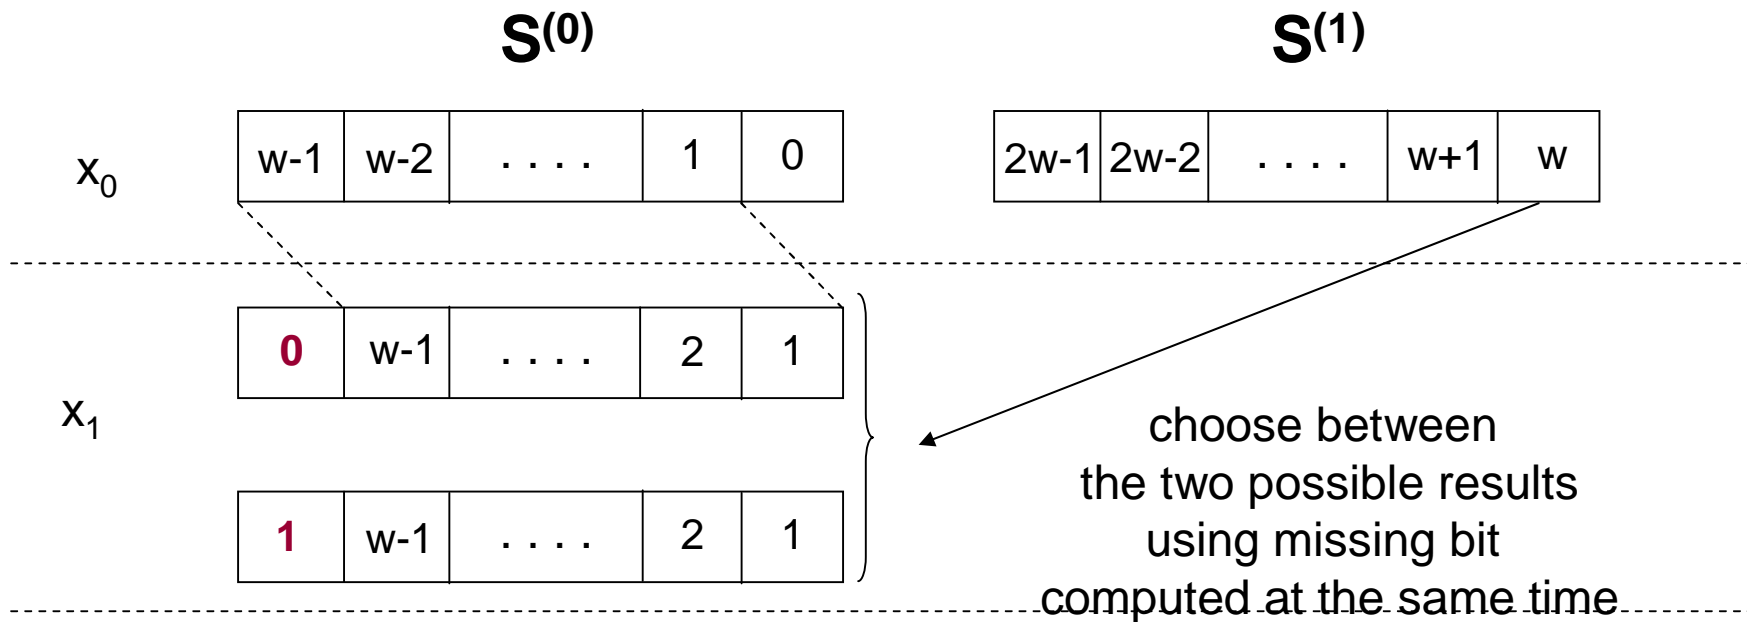 S(0) S(1)
x0 w-1 w-2 . . . . 1 0 2w-1 2w-2 . . . . w+1 w
0 w-1 . . . . 2 1
x1
1 w-1 . . . . 2 1
choose between
the two possible results
using missing bit
computed at the same time